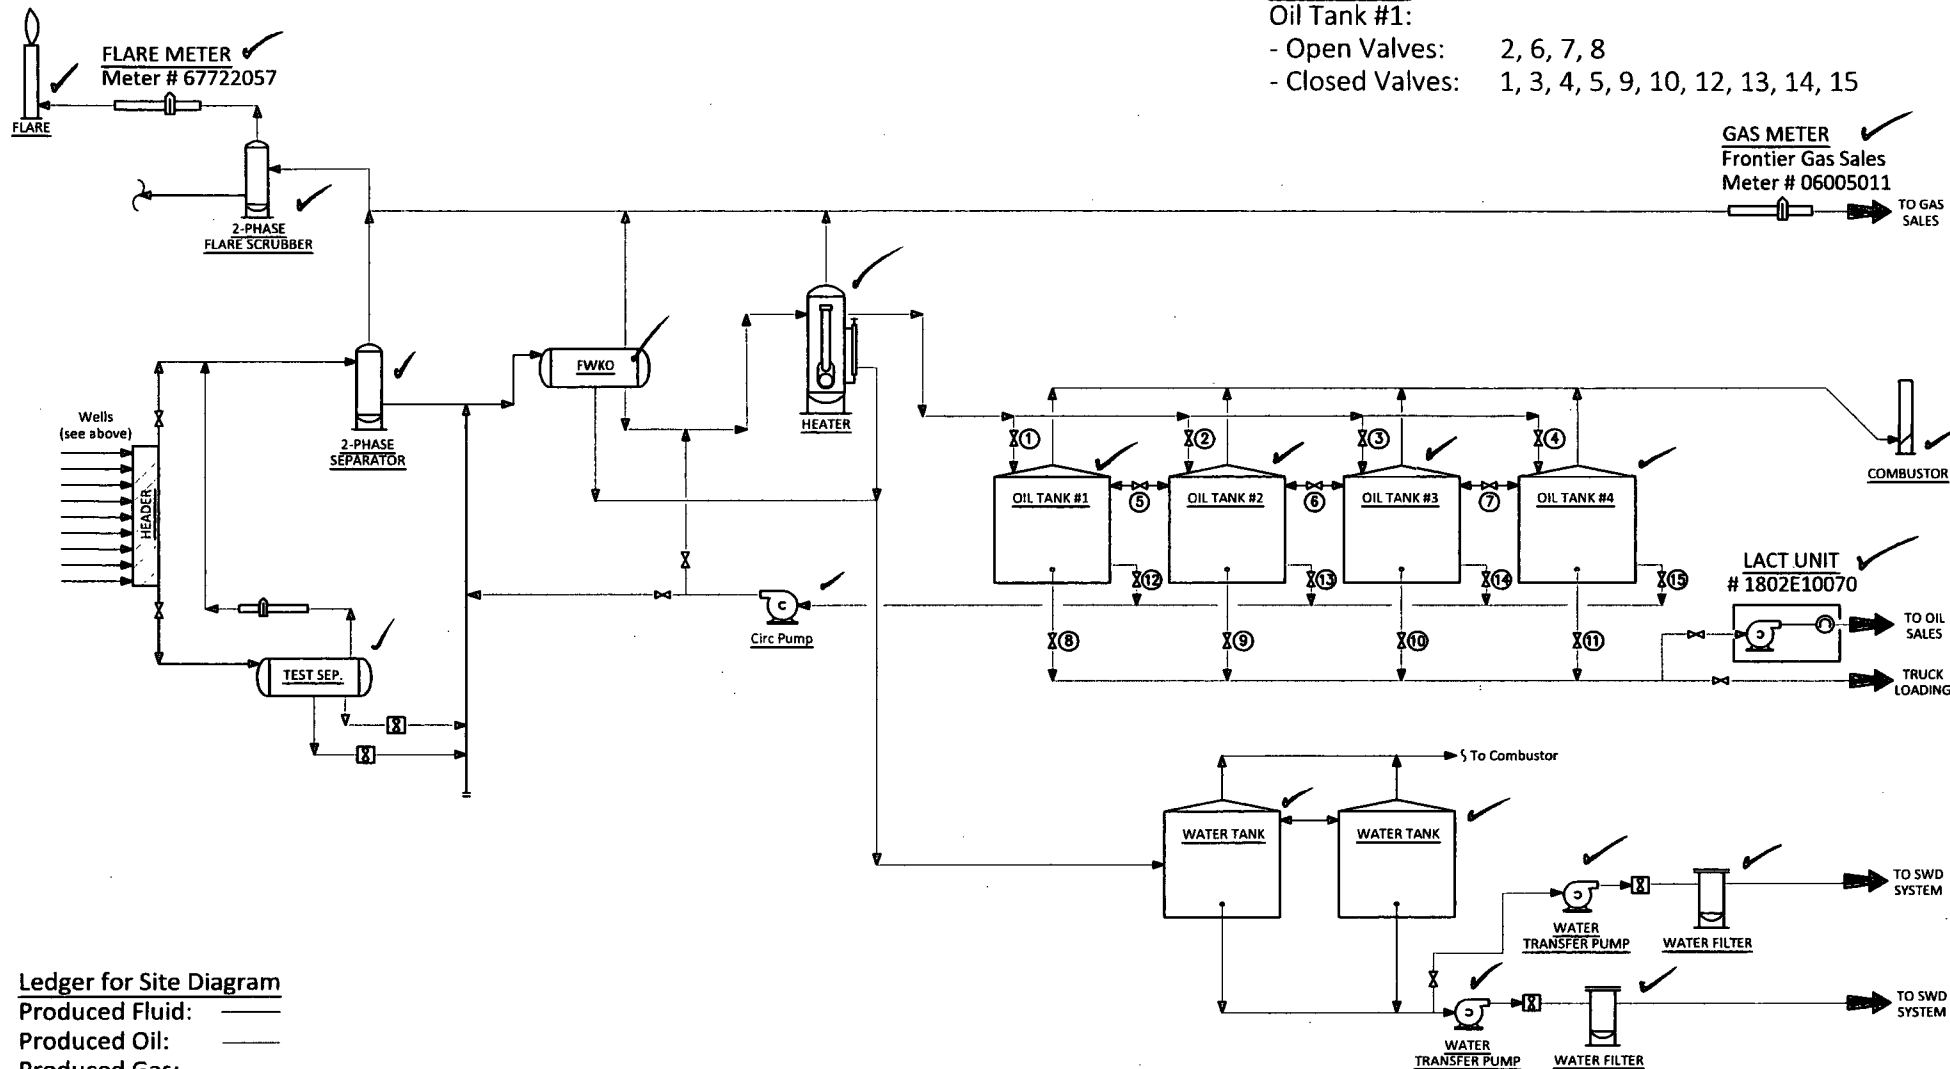 Oil Tank #1:
- Open Valves: 2, 6, 7, 8
- Closed Valves: 1, 3, 4, 5, 9, 10, 12, 13, 14, 15
FLARE METER
Meter # 67722057
FLARE
2-PHASE
FLARE SCRUBBER
GAS METER
Frontier Gas Sales
Meter # 06005011
TO GAS
SALES
Wells
(see above)
HEADER
2-PHASE
SEPARATOR
FWKO
HEATER
COMBUSTOR
1
2
3
4
OIL TANK #1
OIL TANK #2
OIL TANK #3
OIL TANK #4
5
6
7
12
13
14
15
8
9
10
11
LACT UNIT
# 1802E10070
TO OIL
SALES
TRUCK
LOADING
C
Circ Pump
C
TEST SEP.
To Combustor
WATER TANK
WATER TANK
C
WATER
TRANSFER PUMP
WATER FILTER
TO SWD
SYSTEM
C
WATER
TRANSFER PUMP
WATER FILTER
TO SWD
SYSTEM
Ledger for Site Diagram
Produced Fluid:
Produced Oil:
Produced Gas: